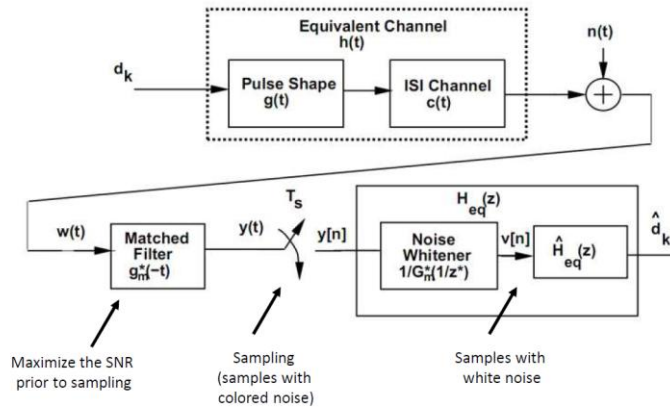 Equivalent Channel
h(t)
n(t)
d_k
Pulse Shape
g(t)
ISI Channel
c(t)
+
w(t)
Matched
Filter
g_m^*(−t)
y(t)
T_s
y[n]
H_eq(z)
Noise
Whitener
1/G_m^*(1/z*)
v[n]
Ĥ_eq(z)
d̂_k
Maximize the SNR
prior to sampling
Sampling
(samples with
colored noise)
Samples with
white noise